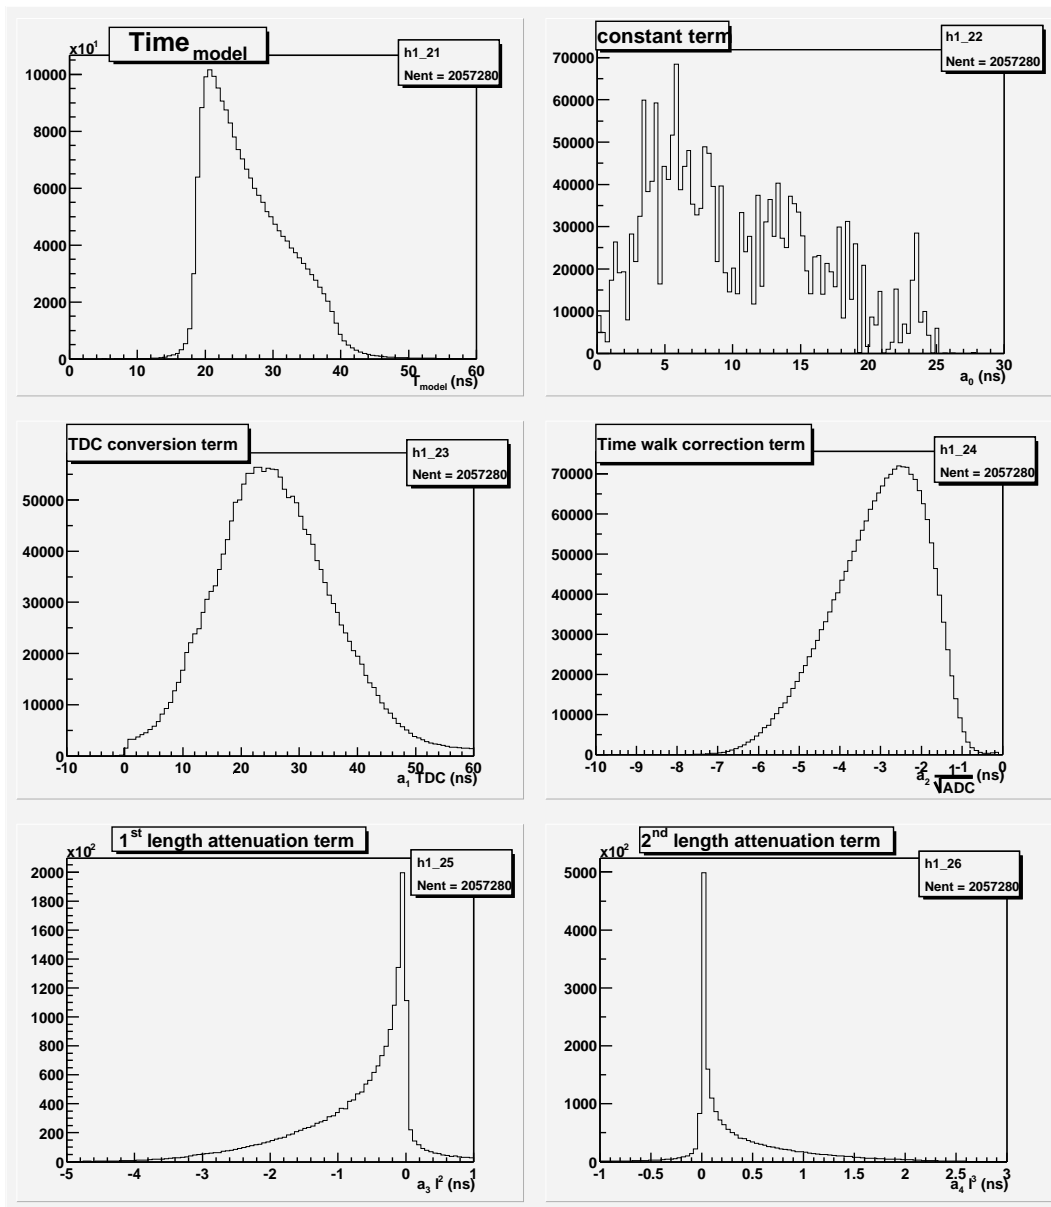 Time model
h1_21
Nent = 2057280
x10¹
10000
8000
6000
4000
2000
0
0 10 20 30 40 50 60
T model (ns)
constant term
h1_22
Nent = 2057280
70000
60000
50000
40000
30000
20000
10000
0
0 5 10 15 20 25 30
a₀ (ns)
TDC conversion term
h1_23
Nent = 2057280
50000
40000
30000
20000
10000
0
-10 0 10 20 30 40 50 60
a₁ TDC (ns)
Time walk correction term
h1_24
Nent = 2057280
70000
60000
50000
40000
30000
20000
10000
0
-10 -9 -8 -7 -6 -5 -4 -3 -2 -1 0
a₂ 1/√ADC (ns)
1st length attenuation term
h1_25
Nent = 2057280
x10²
2000
1800
1600
1400
1200
1000
800
600
400
200
0
-5 -4 -3 -2 -1 0 1
a₃ l² (ns)
2nd length attenuation term
h1_26
Nent = 2057280
x10²
5000
4000
3000
2000
1000
0
-1 -0.5 0 0.5 1 1.5 2 2.5 3
a₄ l³ (ns)